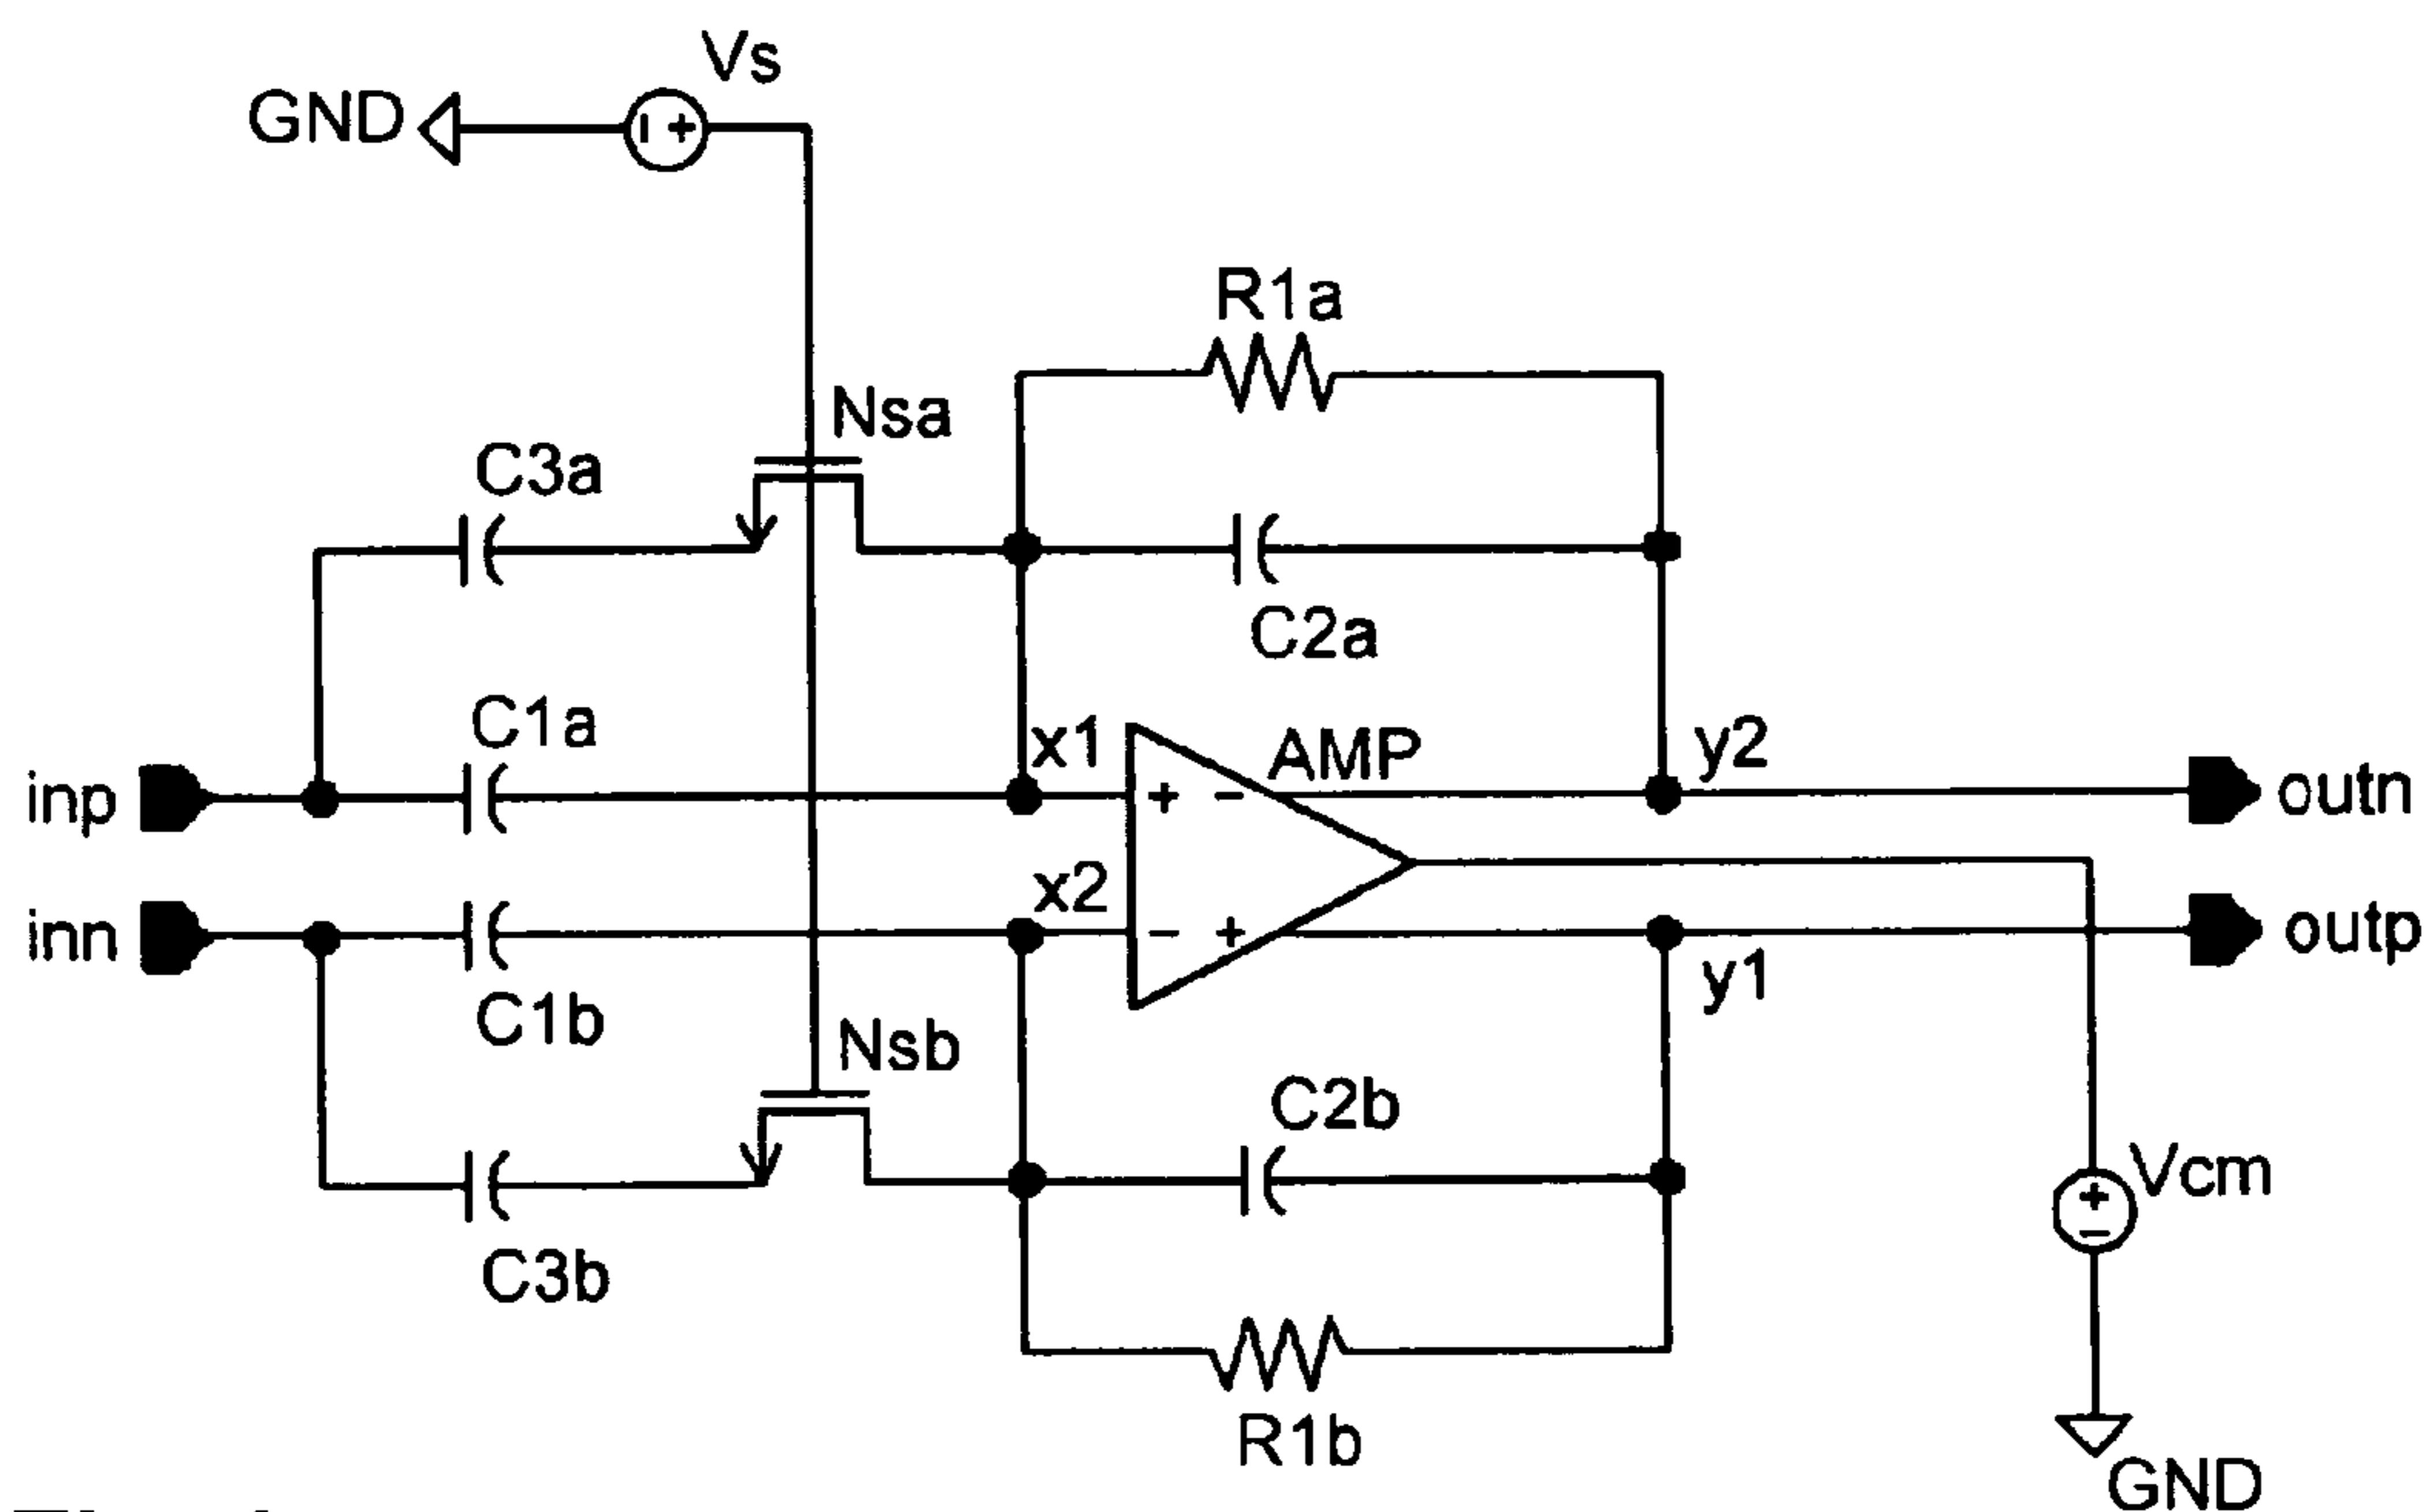 Vs
GND
R1a
Nsa
C3a
C2a
C1a
x1
AMP
y2
+ -
inp
outn
x2
inn
- +
outp
y1
C1b
Nsb
C2b
Vcm
+
-
C3b
R1b
GND